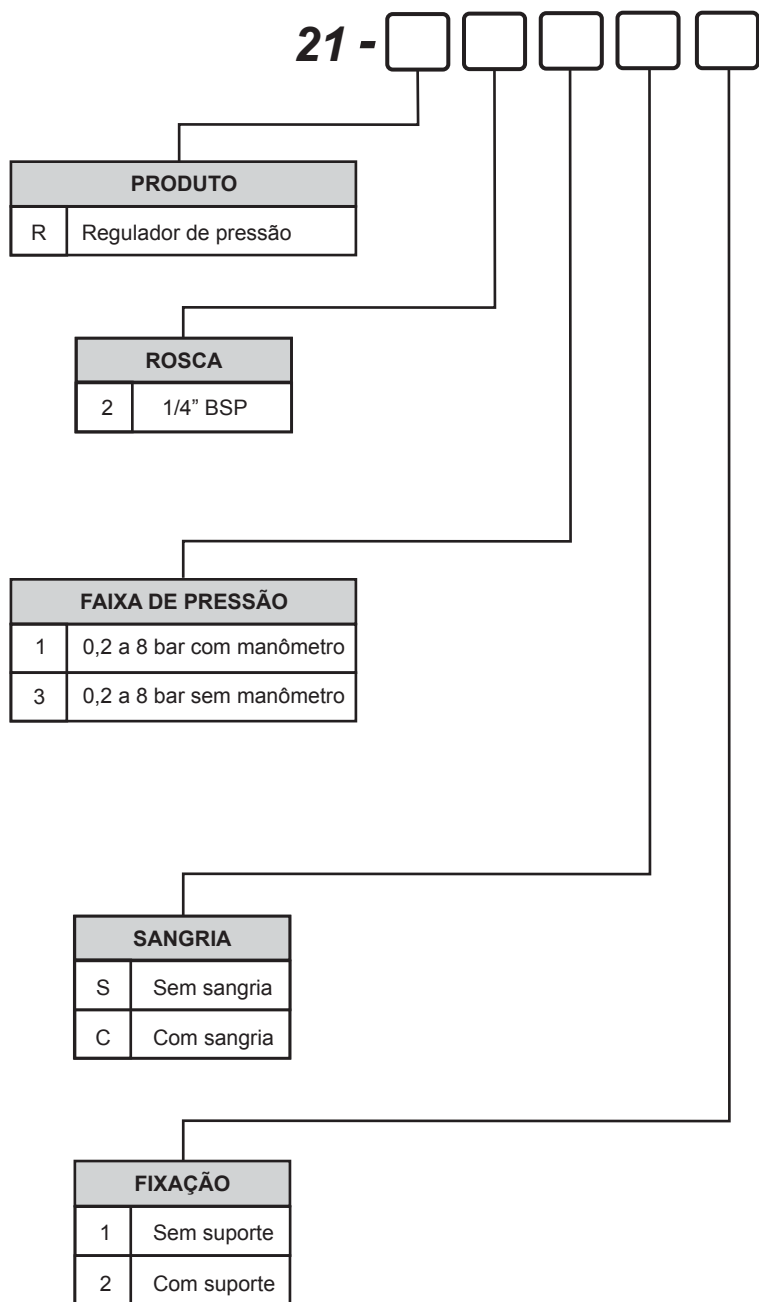 21 -
PRODUTO
R Regulador de pressão
ROSCA
2 1/4” BSP
FAIXA DE PRESSÃO
1 0,2 a 8 bar com manômetro
3 0,2 a 8 bar sem manômetro
SANGRIA
S Sem sangria
C Com sangria
FIXAÇÃO
1 Sem suporte
2 Com suporte